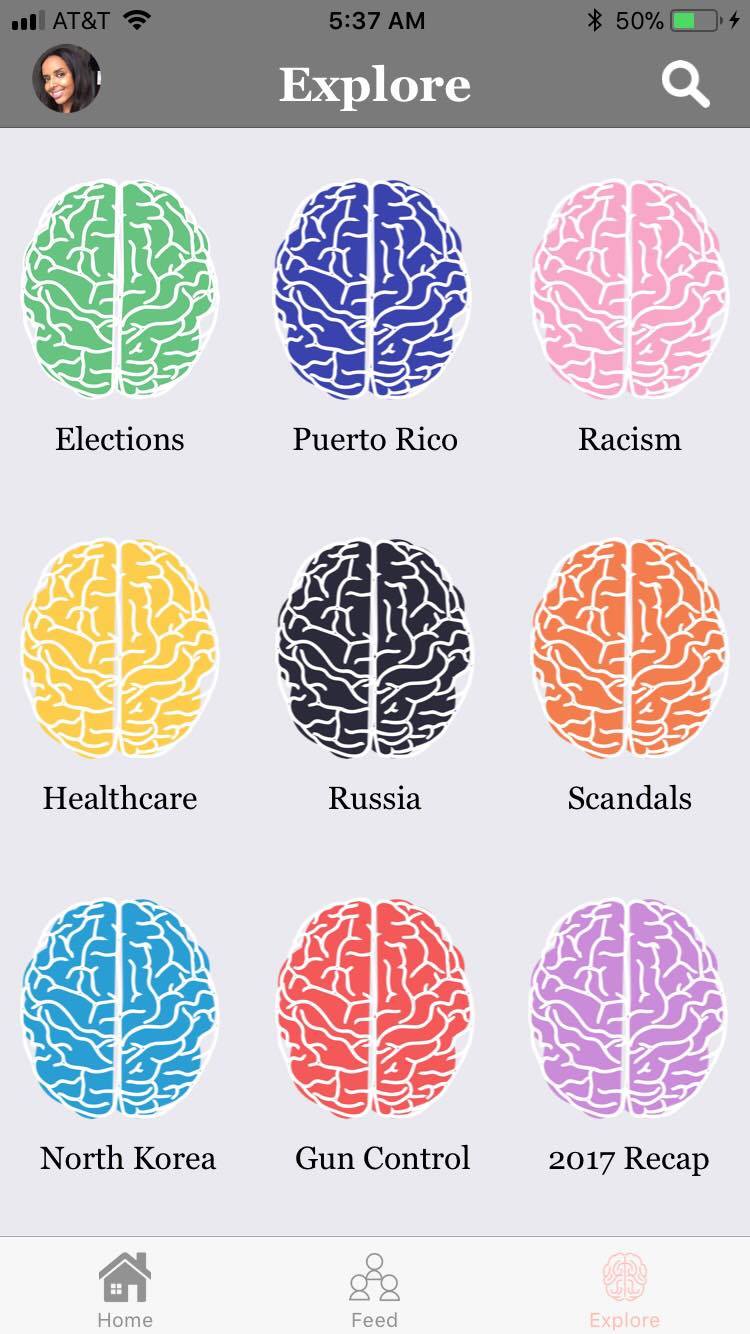 AT&T 5:37 AM 50%
Explore
Elections Puerto Rico Racism
Healthcare Russia Scandals
North Korea Gun Control 2017 Recap
Home Feed Explore